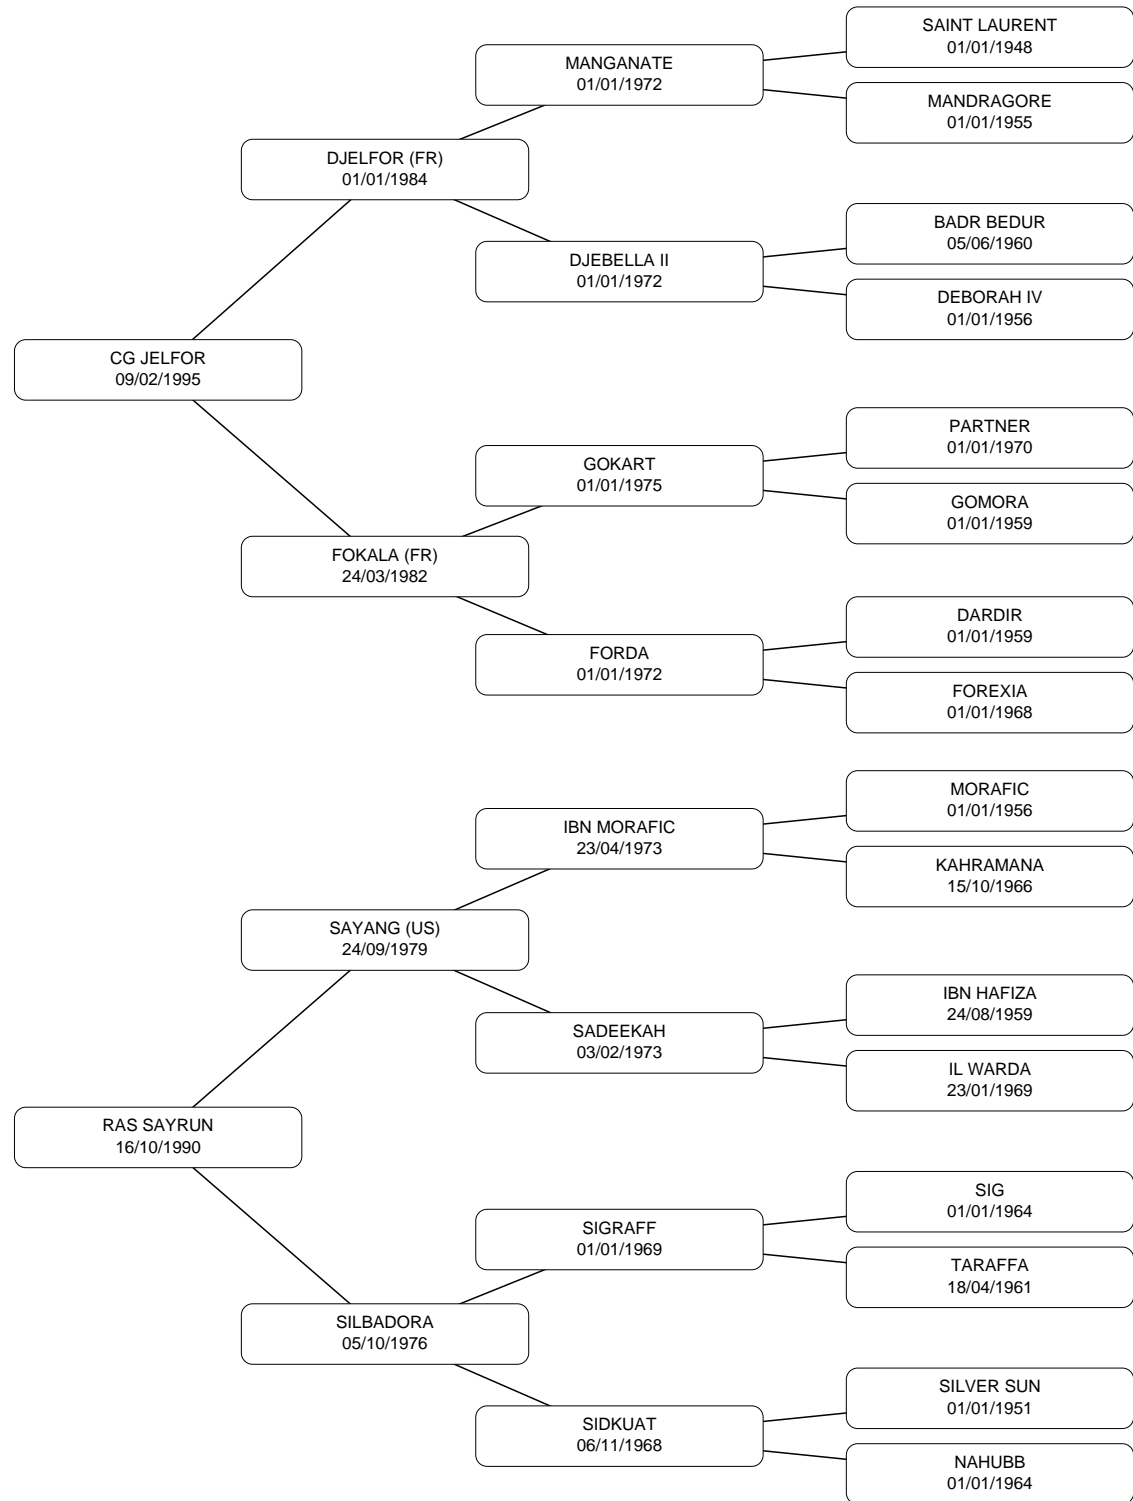 SAINT LAURENT
01/01/1948
MANGANATE
01/01/1972
MANDRAGORE
01/01/1955
DJELFOR (FR)
01/01/1984
BADR BEDUR
05/06/1960
DJEBELLA II
01/01/1972
DEBORAH IV
01/01/1956
CG JELFOR
09/02/1995
PARTNER
01/01/1970
GOKART
01/01/1975
GOMORA
01/01/1959
FOKALA (FR)
24/03/1982
DARDIR
01/01/1959
FORDA
01/01/1972
FOREXIA
01/01/1968
MORAFIC
01/01/1956
IBN MORAFIC
23/04/1973
KAHRAMANA
15/10/1966
SAYANG (US)
24/09/1979
IBN HAFIZA
24/08/1959
SADEEKAH
03/02/1973
IL WARDA
23/01/1969
RAS SAYRUN
16/10/1990
SIG
01/01/1964
SIGRAFF
01/01/1969
TARAFFA
18/04/1961
SILBADORA
05/10/1976
SILVER SUN
01/01/1951
SIDKUAT
06/11/1968
NAHUBB
01/01/1964